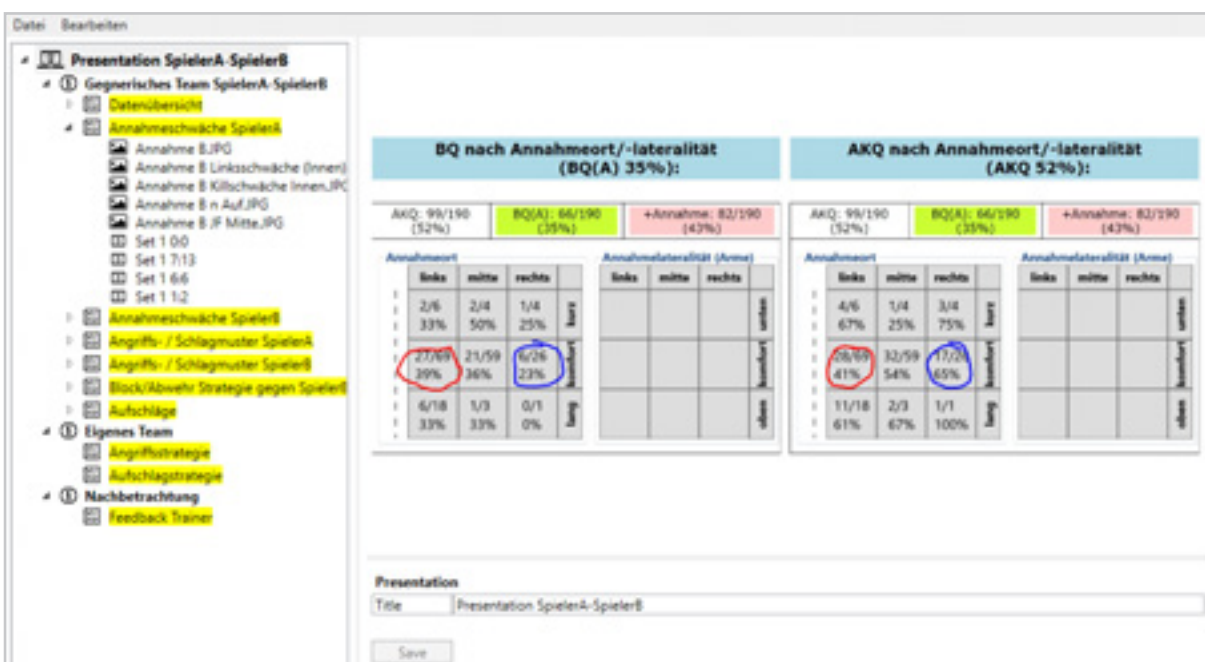 Datei Bearbeiten
Presentation SpielerA-SpielerB
Gegnerisches Team SpielerA-SpielerB
Datenübersicht
Annahmeschwäche SpielerA
Annahme B.JPG
Annahme B Linksschwäche (Innen)
Annahme B Killschwäche Innen.JPG
Annahme B n Auf.JPG
Annahme B JF Mitte.JPG
Set 1 0:0
Set 1 7:13
Set 1 6:6
Set 1 1:2
Annahmeschwäche SpielerB
Angriffs- / Schlagmuster SpielerA
Angriffs- / Schlagmuster SpielerB
Block/Abwehr Strategie gegen SpielerB
Aufschläge
Eigenes Team
Angriffsstrategie
Aufschlagstrategie
Nachbetrachtung
Feedback Trainer
BQ nach Annahmeort/-lateralität
(BQ(A) 35%):
AKQ: 99/190 BQ(A): 66/190 +Annahme: 82/190
(52%) (35%) (43%)
Annahmeort Annahmelateralität (Arme)
links mitte rechts links mitte rechts
2/6 2/4 1/4 kurz unten
33% 50% 25%
27/69 21/59 6/26 komfort komfort
39% 36% 23%
6/18 1/3 0/1 lang oben
33% 33% 0%
AKQ nach Annahmeort/-lateralität
(AKQ 52%):
AKQ: 99/190 BQ(A): 66/190 +Annahme: 82/190
(52%) (35%) (43%)
Annahmeort Annahmelateralität (Arme)
links mitte rechts links mitte rechts
4/6 1/4 3/4 kurz unten
67% 25% 75%
28/69 32/59 17/26 komfort komfort
41% 54% 65%
11/18 2/3 1/1 lang oben
61% 67% 100%
Presentation
Title Presentation SpielerA-SpielerB
Save